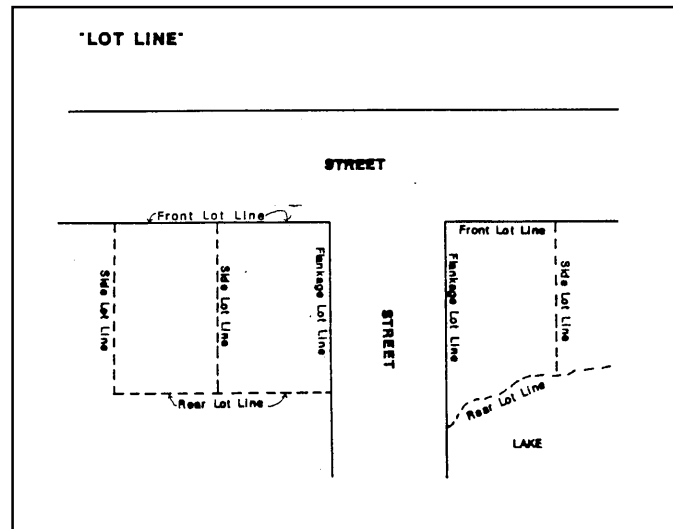 "LOT LINE"
STREET
Front Lot Line
Front Lot Line
Side Lot Line
Side Lot Line
Flankage Lot Line
STREET
Flankage Lot Line
Side Lot Line
Rear Lot Line
Rear Lot Line
LAKE